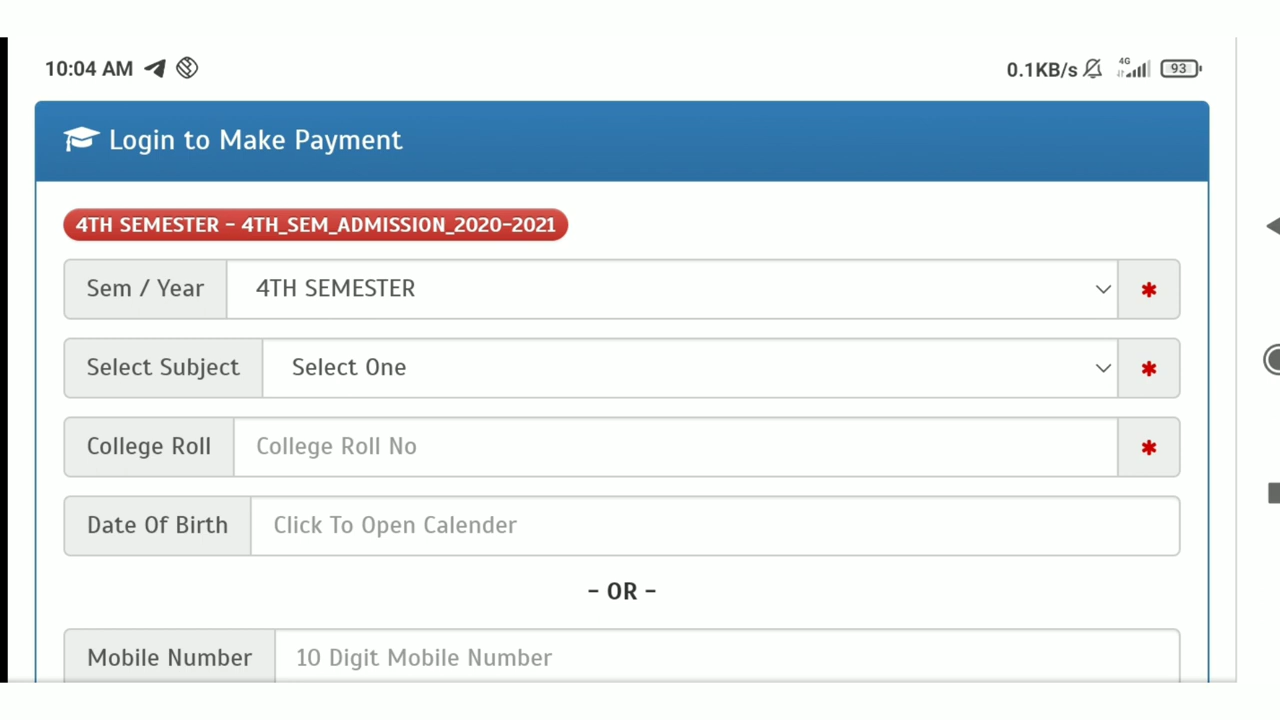 10:04 AM 0.1KB/s 4G 93
Login to Make Payment
4TH SEMESTER - 4TH_SEM_ADMISSION_2020-2021
Sem / Year 4TH SEMESTER *
Select Subject Select One *
College Roll College Roll No *
Date Of Birth Click To Open Calender
- OR -
Mobile Number 10 Digit Mobile Number